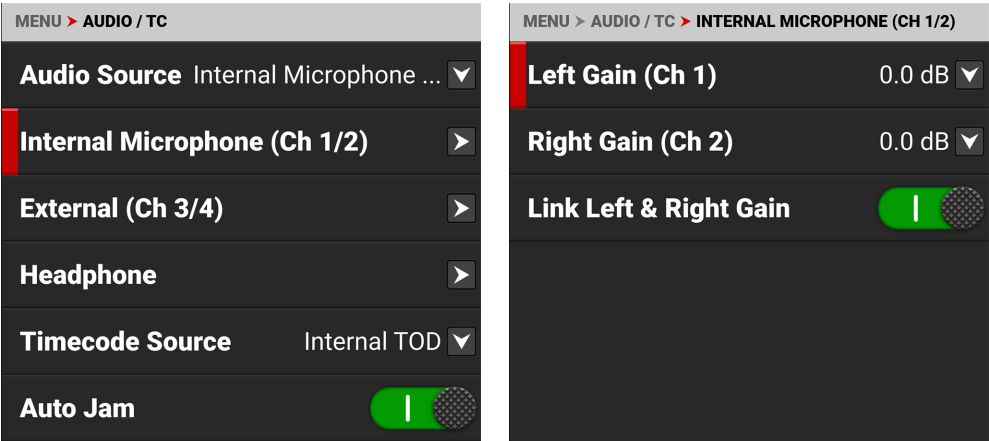 MENU > AUDIO / TC
Audio Source Internal Microphone ...
Internal Microphone (Ch 1/2)
External (Ch 3/4)
Headphone
Timecode Source Internal TOD
Auto Jam
MENU > AUDIO / TC > INTERNAL MICROPHONE (CH 1/2)
Left Gain (Ch 1) 0.0 dB
Right Gain (Ch 2) 0.0 dB
Link Left & Right Gain